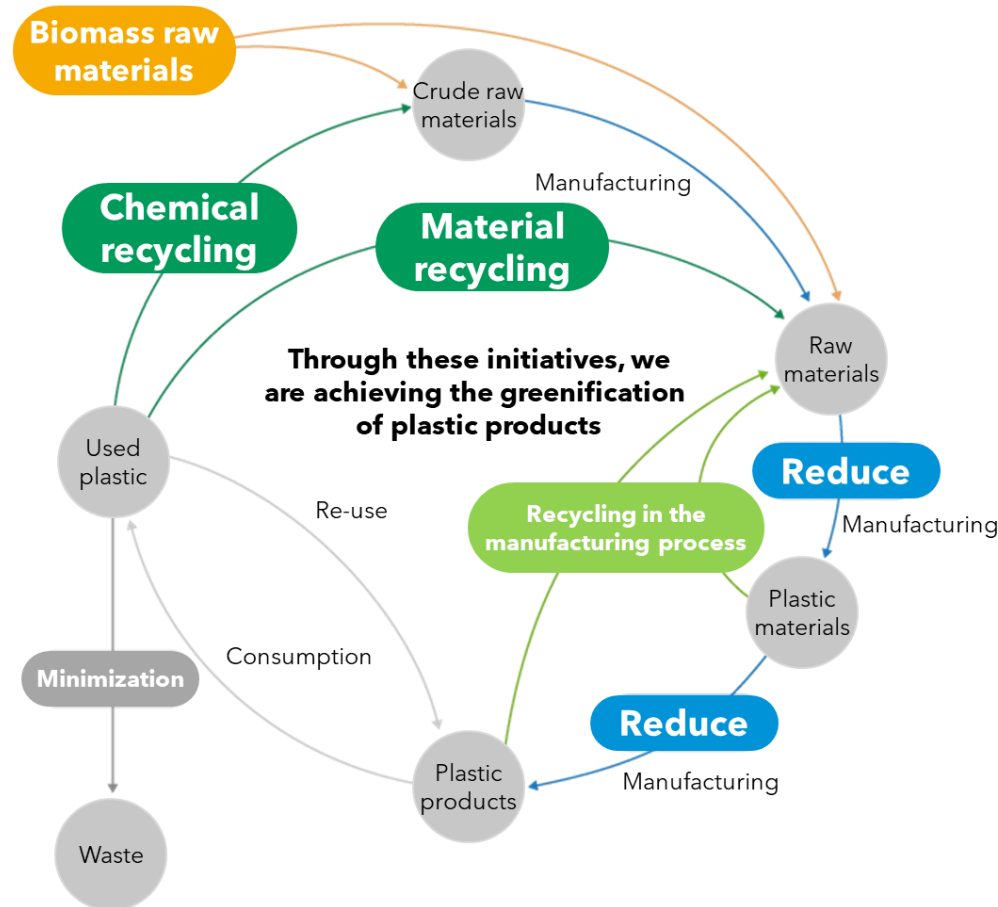 Biomass raw
materials
Crude raw
materials
Manufacturing
Chemical
recycling
Material
recycling
Through these initiatives, we
are achieving the greenification
of plastic products
Raw
materials
Used
plastic
Reduce
Manufacturing
Re-use
Recycling in the
manufacturing process
Plastic
materials
Consumption
Minimization
Reduce
Manufacturing
Plastic
products
Waste